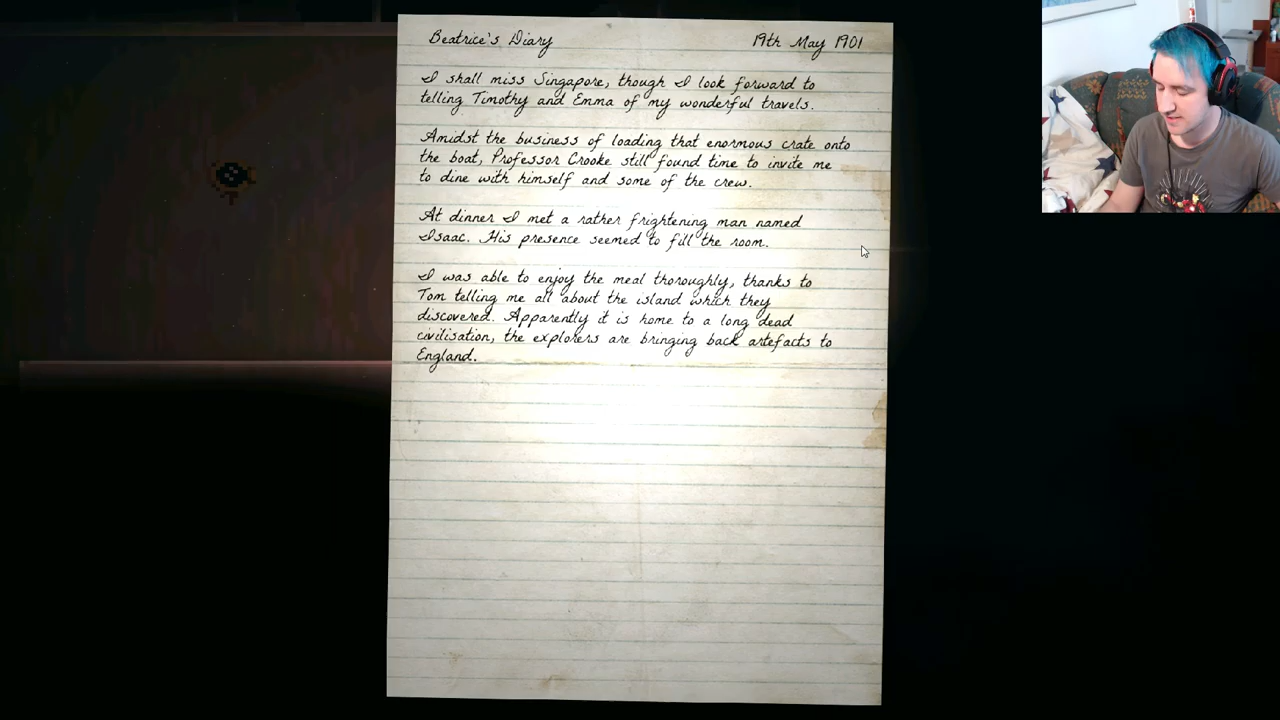 Beatrice's Diary 19th May 1901
I shall miss Singapore, though I look forward to
telling Timothy and Emma of my wonderful travels.
Amidst the business of loading that enormous crate onto
the boat, Professor Crooke still found time to invite me
to dine with himself and some of the crew.
At dinner I met a rather frightening man named
Isaac. His presence seemed to fill the room.
I was able to enjoy the meal thoroughly, thanks to
Tom telling me all about the island which they
discovered. Apparently it is home to a long dead
civilisation, the explorers are bringing back artefacts to
England.